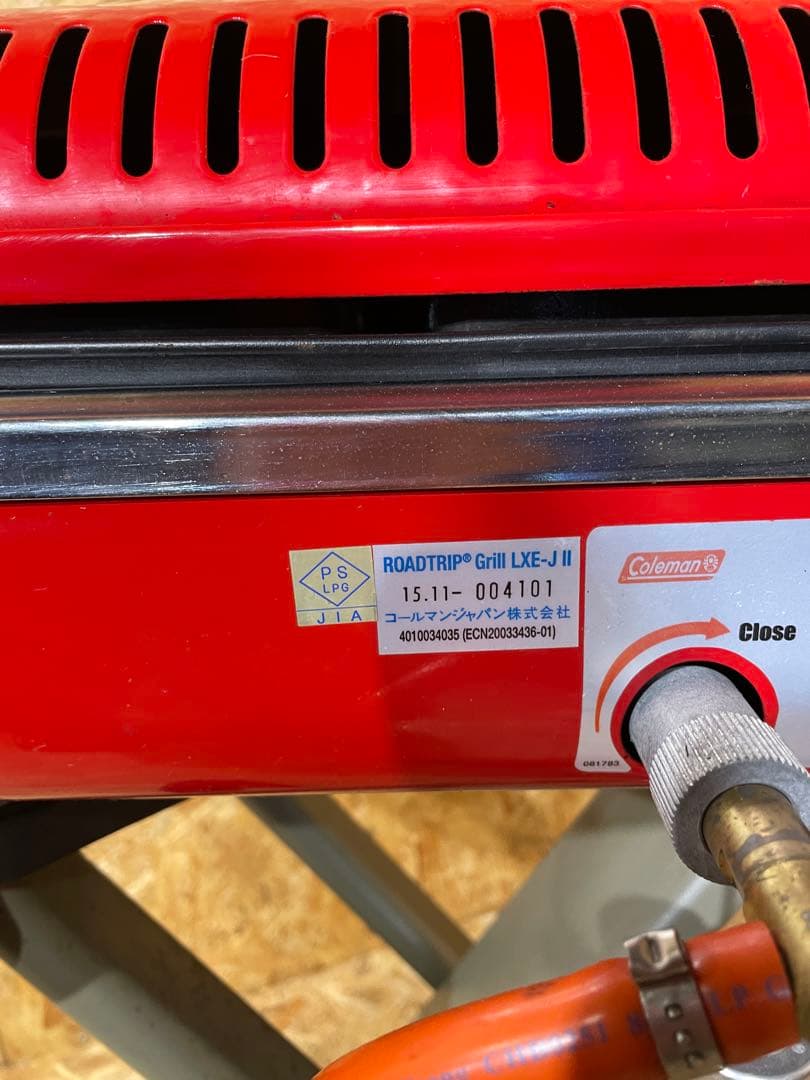 PS
LPG
JIA
ROADTRIP® Grill LXE-J II
15.11- 004101
コールマンジャパン株式会社
4010034035 (ECN20033436-01)
Coleman
Close
081783